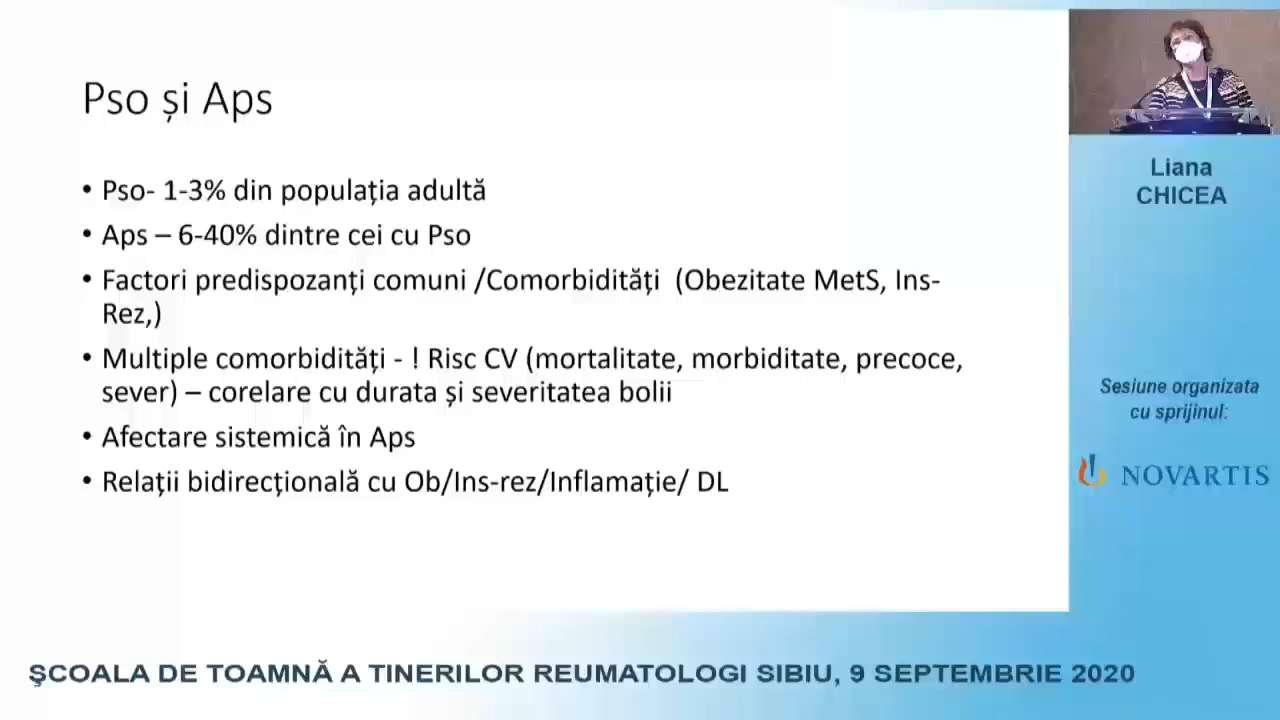 Pso și Aps
• Pso- 1-3% din populația adultă
• Aps – 6-40% dintre cei cu Pso
• Factori predispozanți comuni /Comorbidități (Obezitate MetS, Ins-
Rez,)
• Multiple comorbidități - ! Risc CV (mortalitate, morbiditate, precoce,
sever) – corelare cu durata și severitatea bolii
• Afectare sistemică în Aps
• Relații bidirecțională cu Ob/Ins-rez/Inflamație/ DL
Liana
CHICEA
Sesiune organizata
cu sprijinul:
NOVARTIS
ŞCOALA DE TOAMNĂ A TINERILOR REUMATOLOGI SIBIU, 9 SEPTEMBRIE 2020